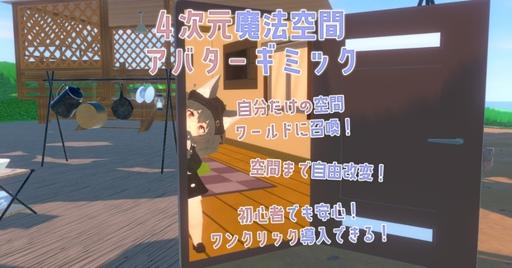 4次元魔法空間
アバターギミック
自分だけの空間
ワールドに召喚！
空間まで自由改変！
初心者でも安心！
ワンクリック導入できる！